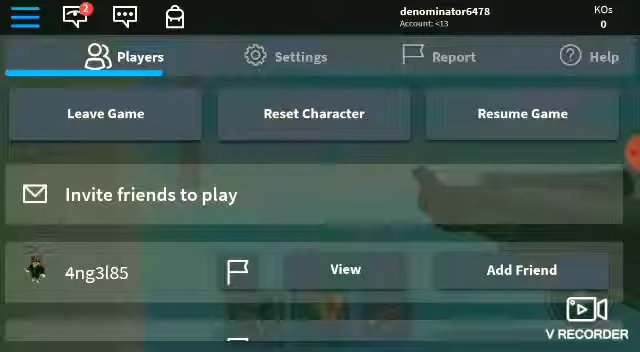 2
denominator6478
Account: <13
KOs
0
Players
Settings
Report
? Help
Leave Game
Reset Character
Resume Game
Invite friends to play
4ng3l85
View
Add Friend
V RECORDER